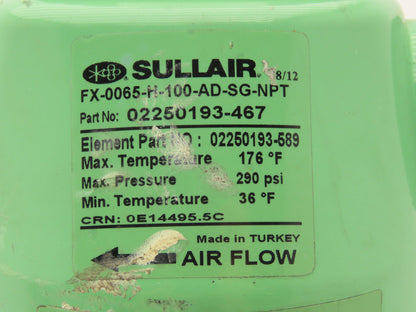 SULLAIR. 8/12
FX-0065-H-100-AD-SG-NPT
Part No: 02250193-467
Element Part NO : 02250193-589
Max. Temperature 176 °F
Max. Pressure 290 psi
Min. Temperature 36 °F
CRN: 0E14495.5C
Made in TURKEY
AIR FLOW